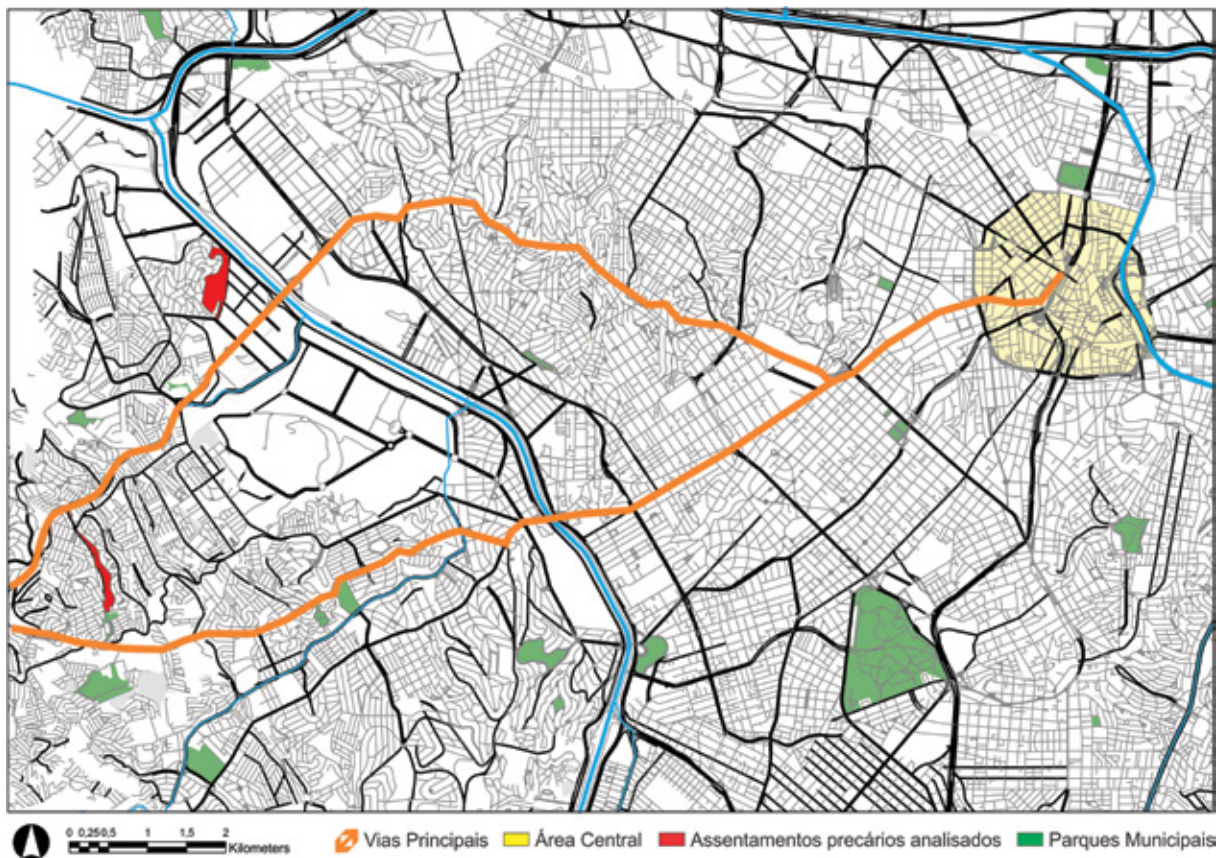 0 0,250,5 1 1,5 2
Kilometers
Vias Principais Área Central Assentamentos precários analisados Parques Municipais